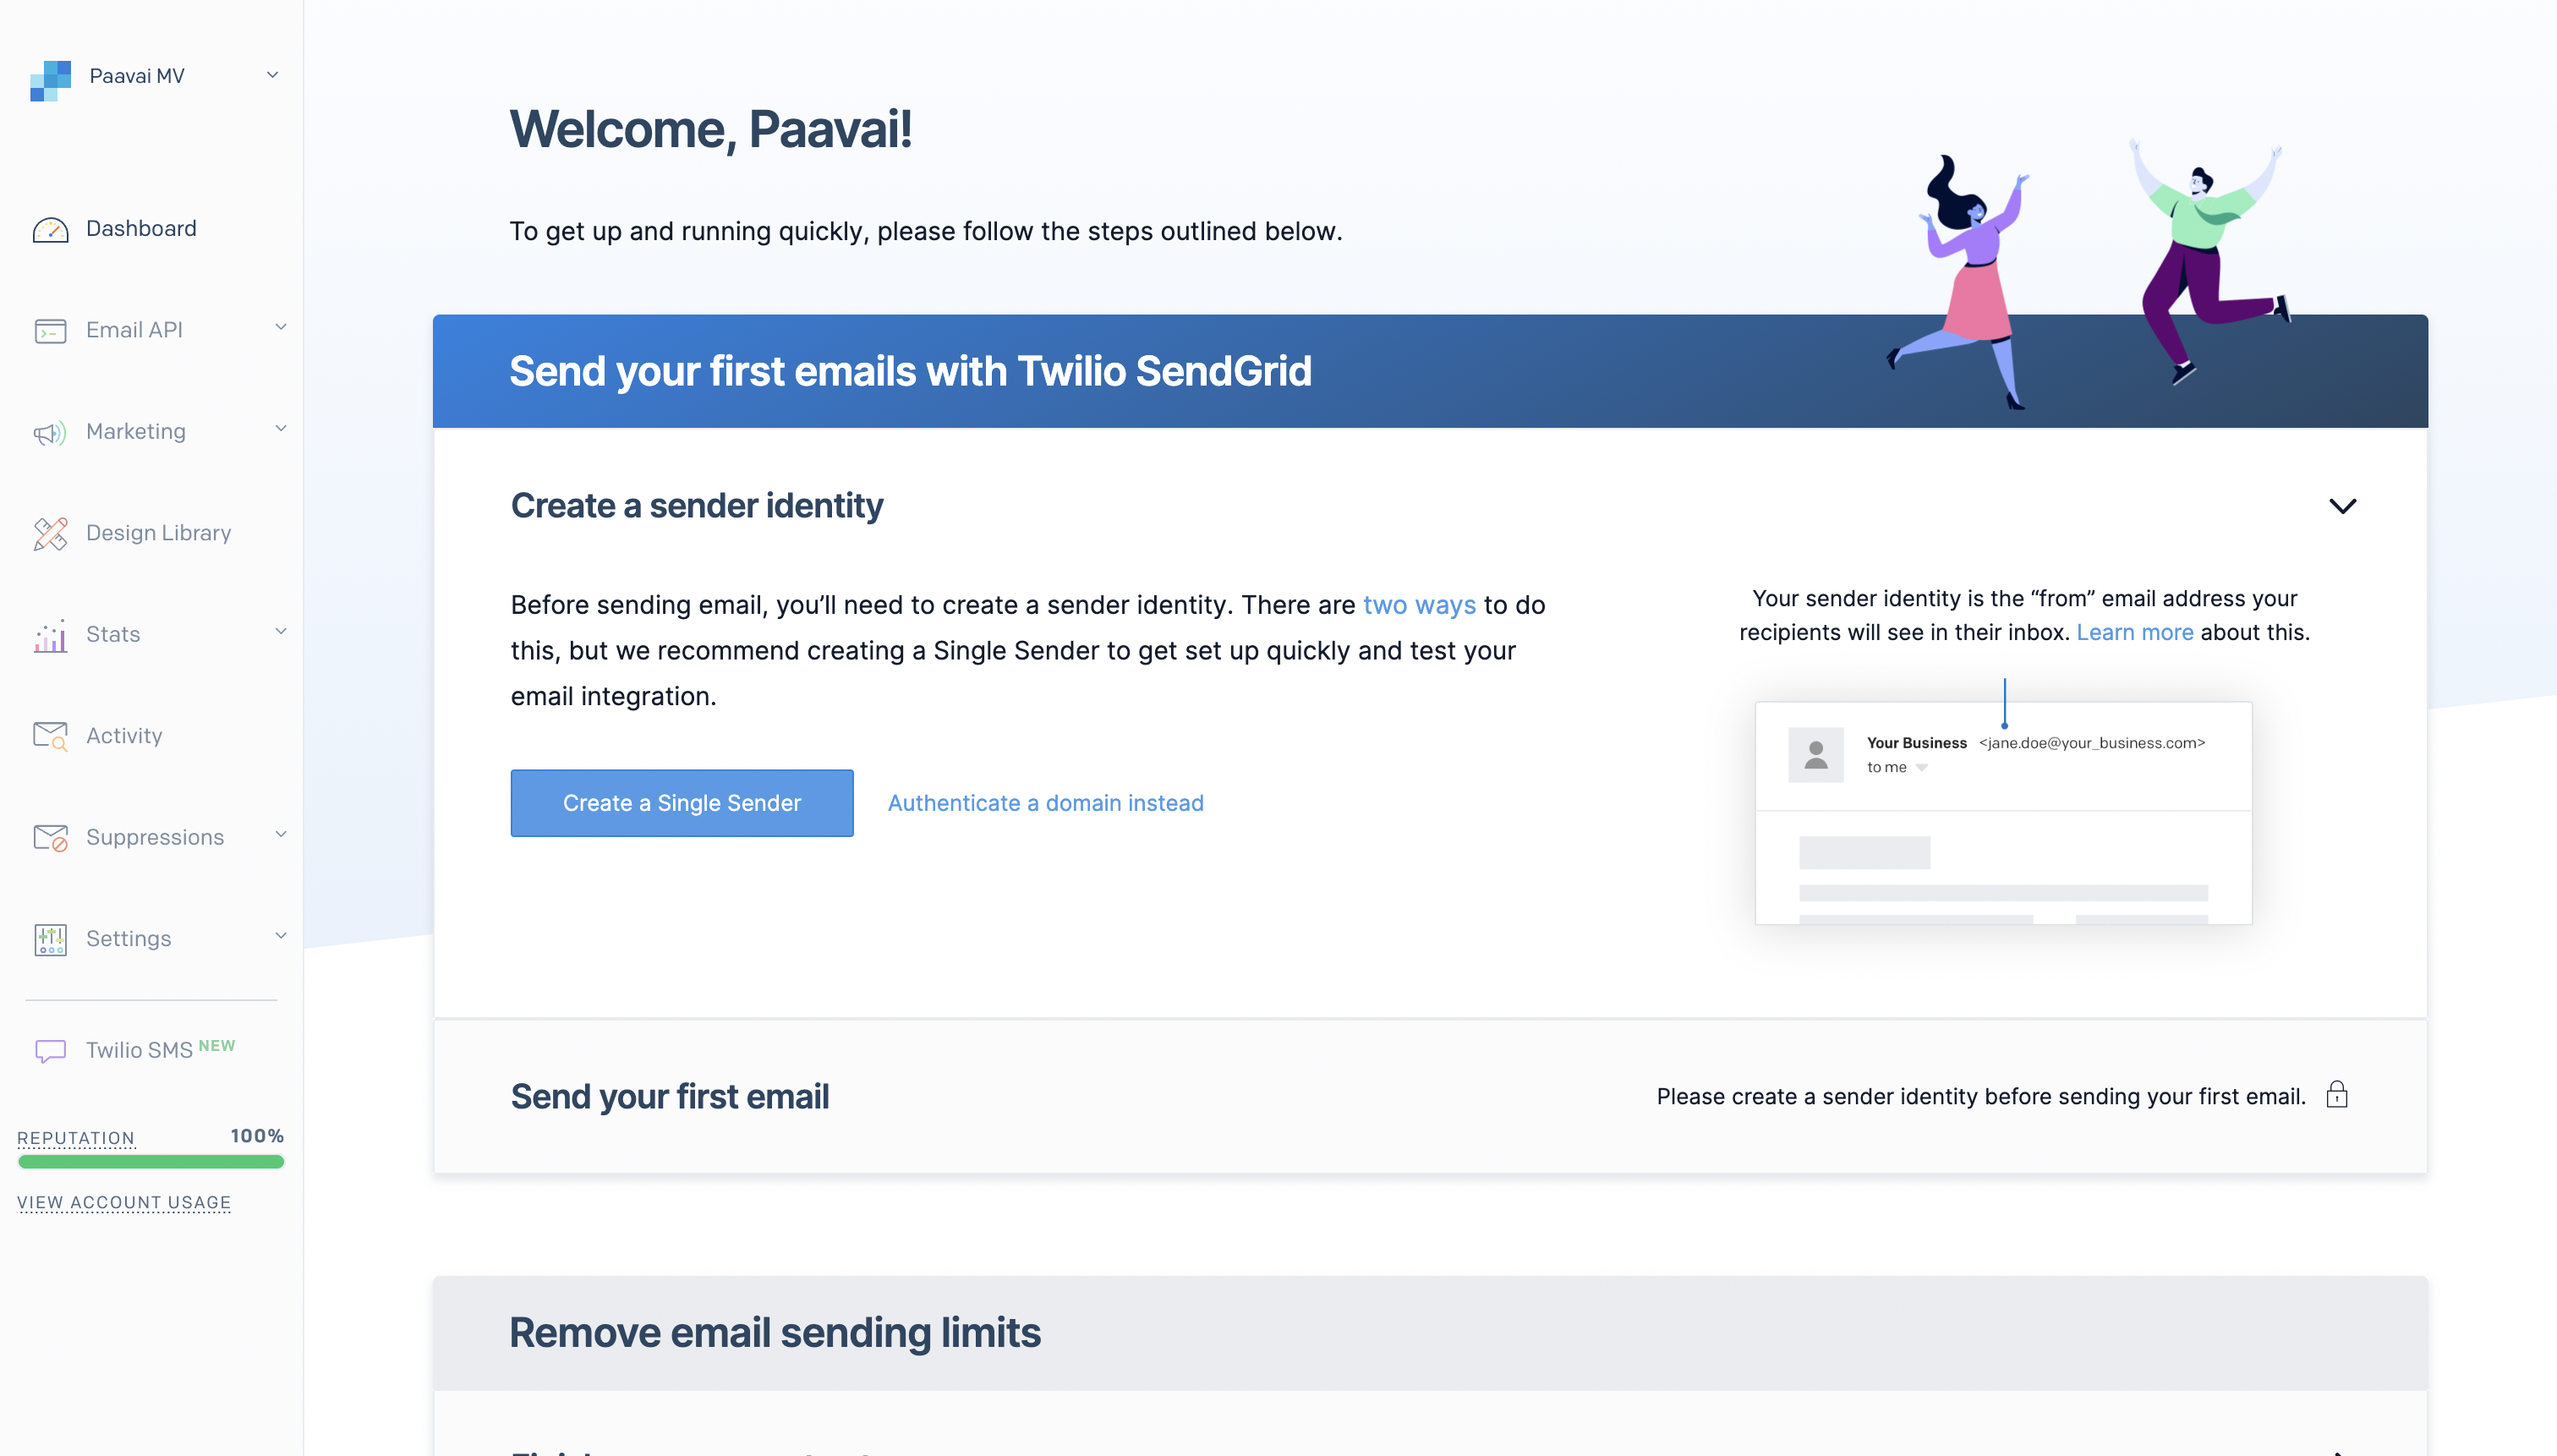 Paavai MV
Dashboard
Email API
Marketing
Design Library
Stats
Activity
Suppressions
Settings
Twilio SMS NEW
REPUTATION 100%
VIEW ACCOUNT USAGE
Welcome, Paavai!
To get up and running quickly, please follow the steps outlined below.
Send your first emails with Twilio SendGrid
Create a sender identity
Before sending email, you’ll need to create a sender identity. There are two ways to do
this, but we recommend creating a Single Sender to get set up quickly and test your
email integration.
Create a Single Sender
Authenticate a domain instead
Your sender identity is the “from” email address your
recipients will see in their inbox. Learn more about this.
Your Business <jane.doe@your_business.com>
to me
Send your first email
Please create a sender identity before sending your first email.
Remove email sending limits